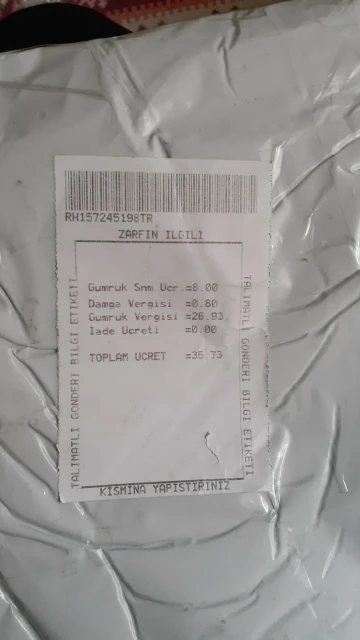 RH157245198TR
ZARFIN ILGILI
Gumruk Snm Ucr.=8.00
Damga Vergisi =0.80
Gumruk Vergisi =26.93
Iade Ucreti =0.00
TOPLAM UCRET =35.73
TALIMATLI GONDERI BILGI ETIKETI
TALIMATLI GONDERI BILGI ETIKETI
KISMINA YAPISTIRINIZ